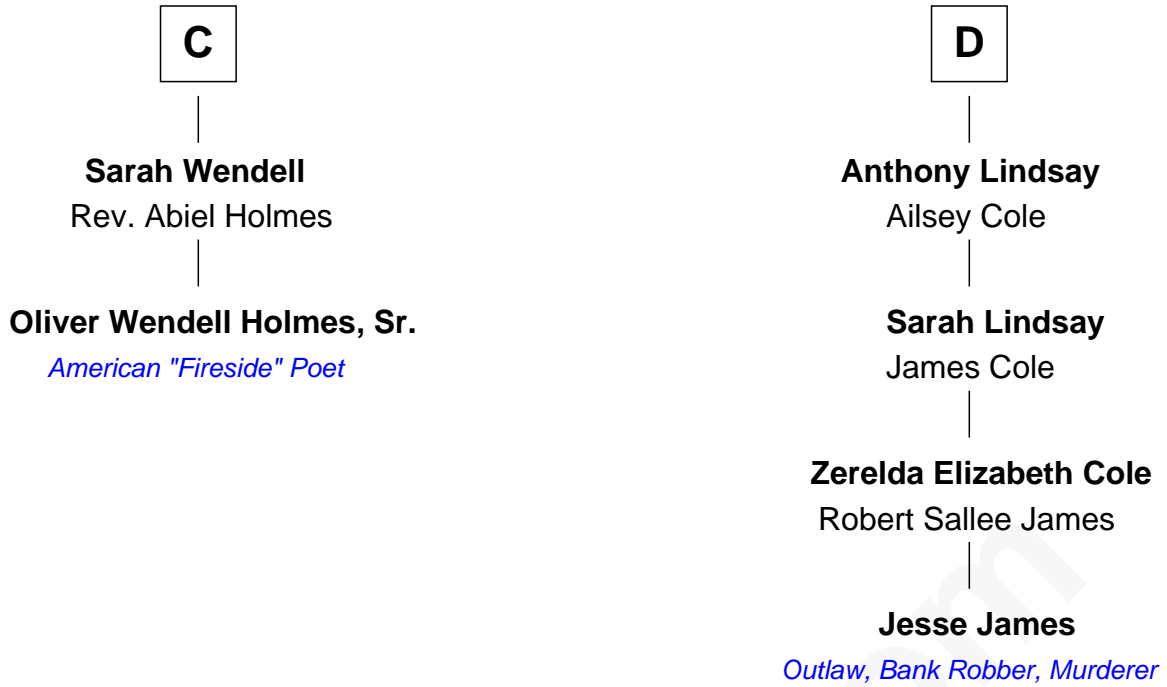 C
Sarah Wendell
Rev. Abiel Holmes
Oliver Wendell Holmes, Sr.
American "Fireside" Poet
D
Anthony Lindsay
Ailsey Cole
Sarah Lindsay
James Cole
Zerelda Elizabeth Cole
Robert Sallee James
Jesse James
Outlaw, Bank Robber, Murderer